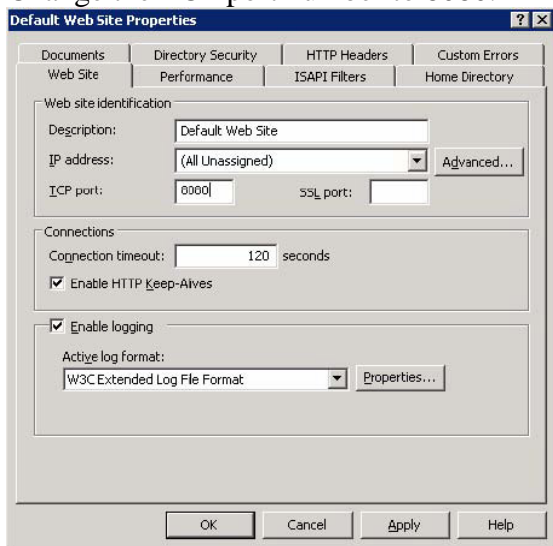 Default Web Site Properties
Documents Directory Security HTTP Headers Custom Errors
Web Site Performance ISAPI Filters Home Directory
Web site identification
Description: Default Web Site
IP address: (All Unassigned) Advanced...
TCP port: 8080 SSL port:
Connections
Connection timeout: 120 seconds
Enable HTTP Keep-Alives
Enable logging
Active log format:
W3C Extended Log File Format Properties...
OK Cancel Apply Help